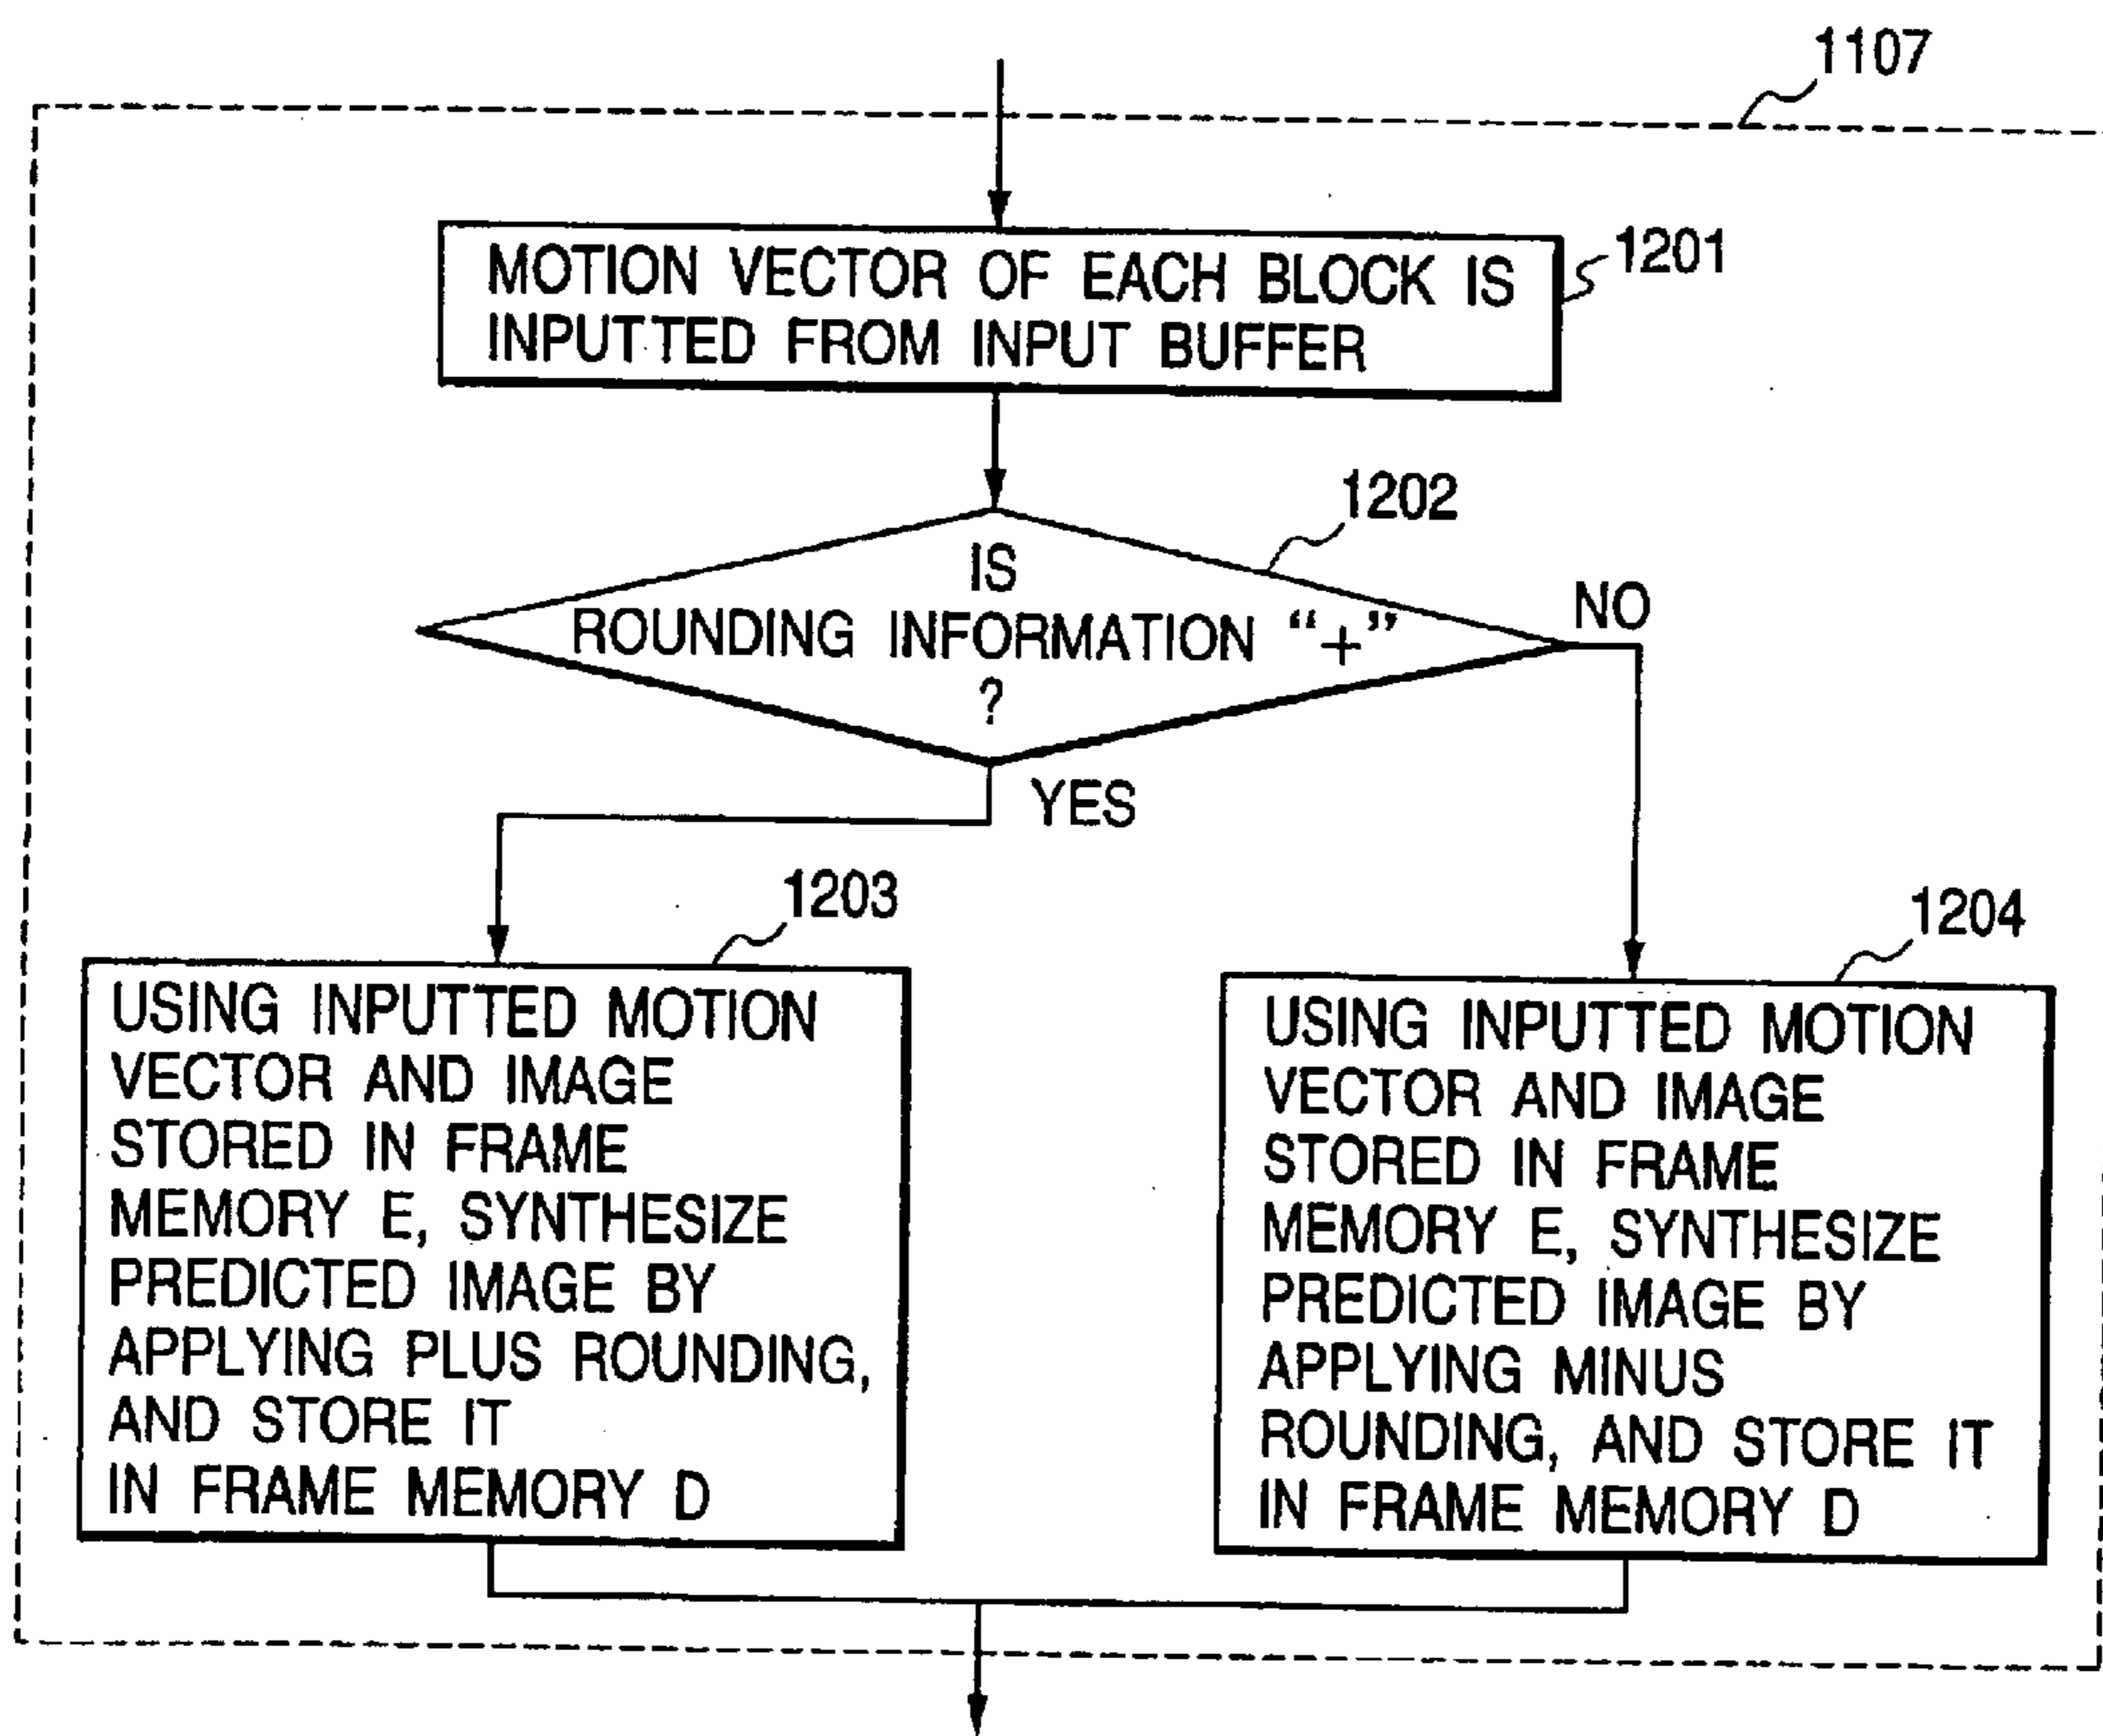 1107
MOTION VECTOR OF EACH BLOCK IS
INPUTTED FROM INPUT BUFFER
1201
1202
IS
ROUNDING INFORMATION “+”
?
NO
YES
1203
USING INPUTTED MOTION
VECTOR AND IMAGE
STORED IN FRAME
MEMORY E, SYNTHESIZE
PREDICTED IMAGE BY
APPLYING PLUS ROUNDING,
AND STORE IT
IN FRAME MEMORY D
1204
USING INPUTTED MOTION
VECTOR AND IMAGE
STORED IN FRAME
MEMORY E, SYNTHESIZE
PREDICTED IMAGE BY
APPLYING MINUS
ROUNDING, AND STORE IT
IN FRAME MEMORY D